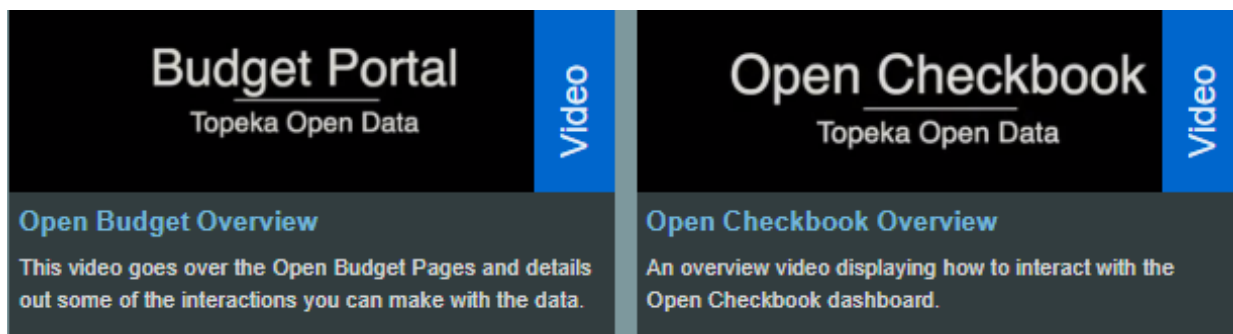 Budget Portal
Topeka Open Data
Video
Open Budget Overview
This video goes over the Open Budget Pages and details
out some of the interactions you can make with the data.
Open Checkbook
Topeka Open Data
Video
Open Checkbook Overview
An overview video displaying how to interact with the
Open Checkbook dashboard.